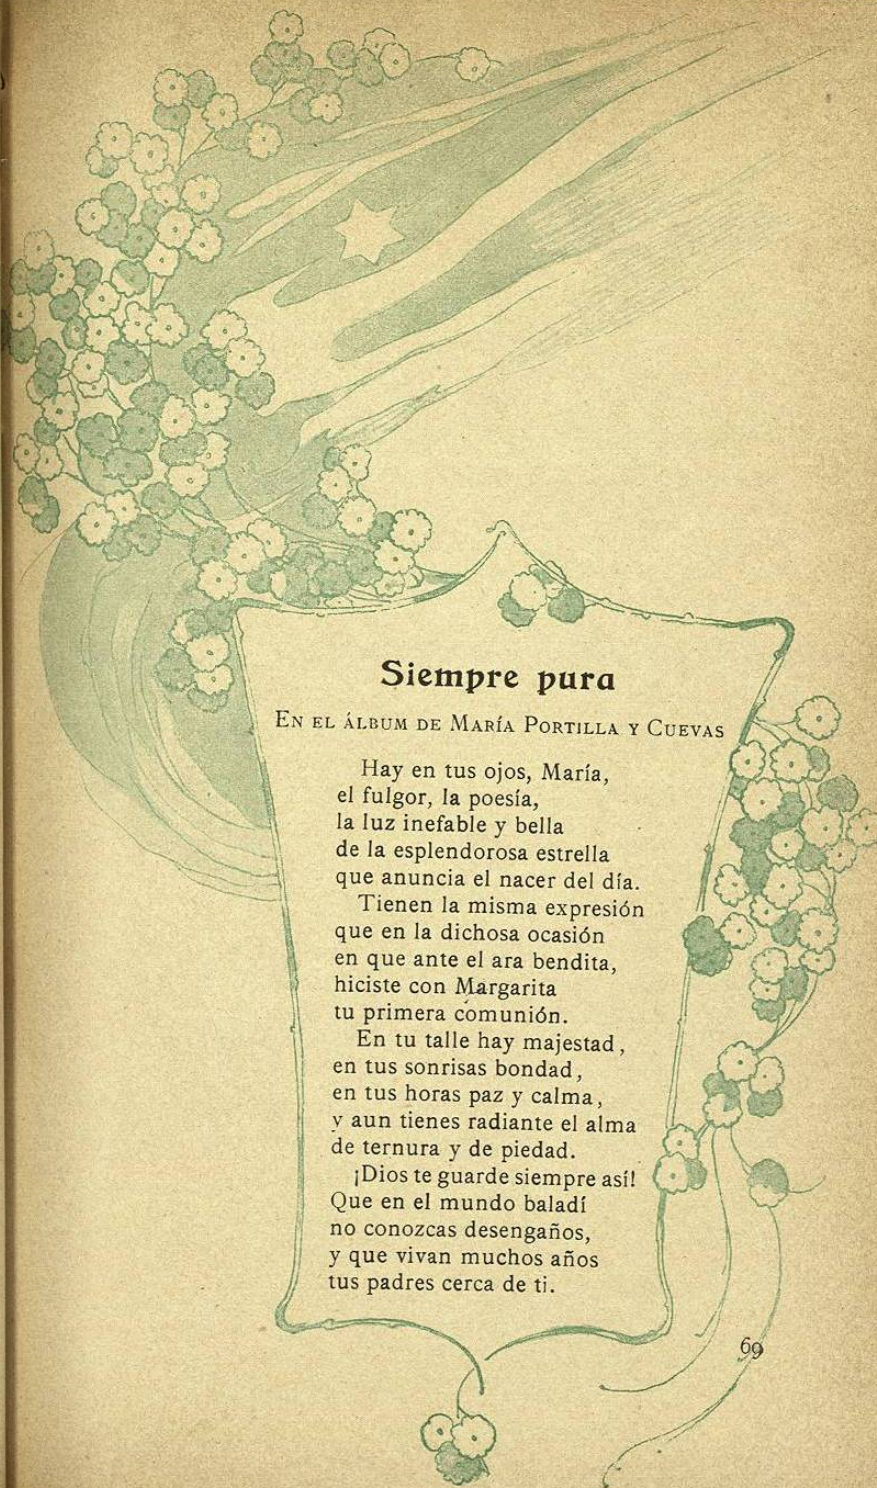 Siempre pura
En el álbum de María Portilla y Cuevas
Hay en tus ojos, María,
el fulgor, la poesía,
la luz inefable y bella
de la esplendorosa estrella
que anuncia el nacer del día.
Tienen la misma expresión
que en la dichosa ocasión
en que ante el ara bendita,
hiciste con Margarita
tu primera comunión.
En tu talle hay majestad,
en tus sonrisas bondad,
en tus horas paz y calma,
y aun tienes radiante el alma
de ternura y de piedad.
¡Dios te guarde siempre así!
Que en el mundo baladí
no conozcas desengaños,
y que vivan muchos años
tus padres cerca de ti.
69